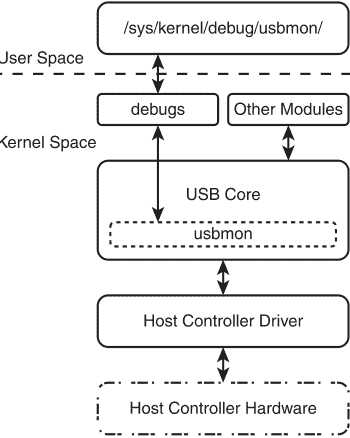 /sys/kernel/debug/usbmon/
User Space
debugs
Other Modules
Kernel Space
USB Core
usbmon
Host Controller Driver
Host Controller Hardware